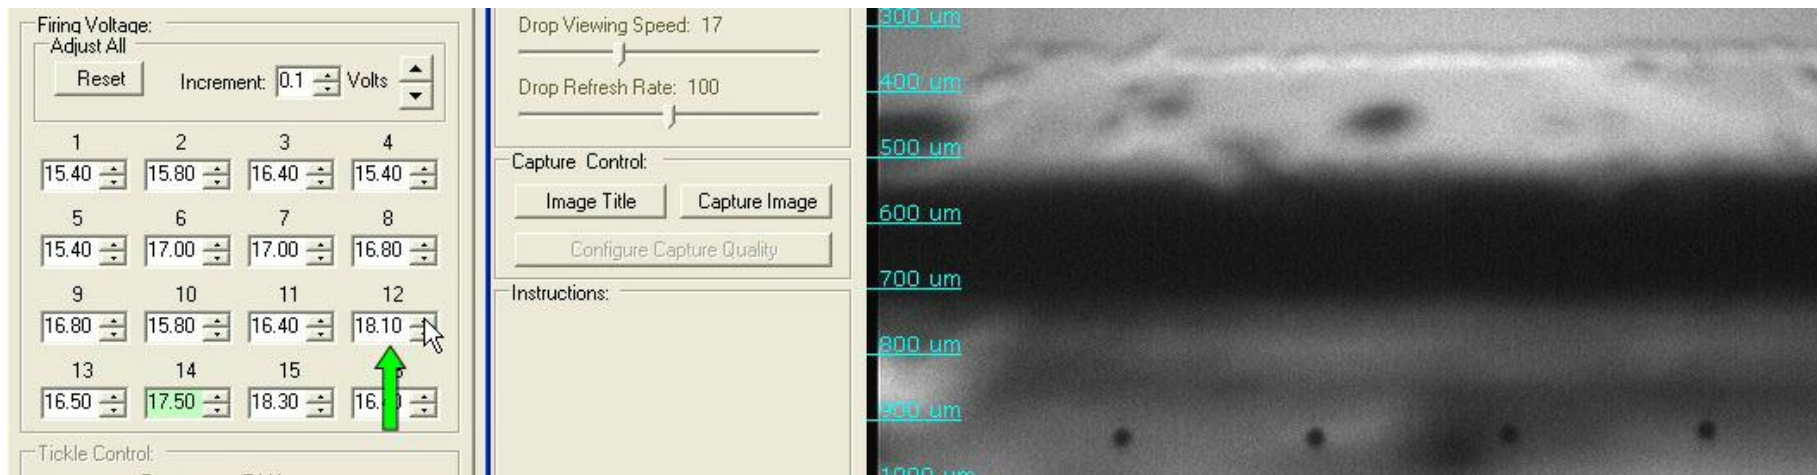 Firing Voltage:
Adjust All
Reset
Increment: 0.1 Volts
1 2 3 4
15.40 15.80 16.40 15.40
5 6 7 8
15.40 17.00 17.00 16.80
9 10 11 12
16.80 15.80 16.40 18.10
13 14 15
16.50 17.50 18.30
Tickle Control:
Drop Viewing Speed: 17
Drop Refresh Rate: 100
Capture Control:
Image Title Capture Image
Configure Capture Quality
Instructions:
300 um
400 um
500 um
600 um
700 um
800 um
900 um
1000 um